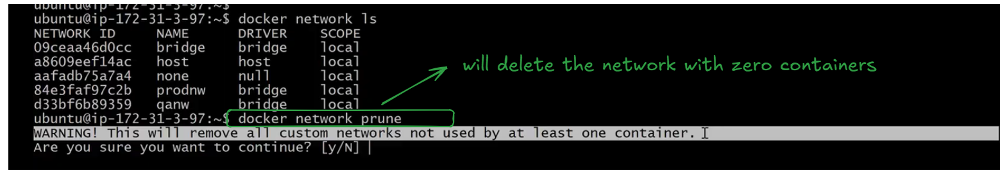 ubuntu@ip-172-31-3-97:~$
ubuntu@ip-172-31-3-97:~$ docker network ls
NETWORK ID NAME DRIVER SCOPE
09ceaa46d0cc bridge bridge local
a8609eef14ac host host local
aafadb75a7a4 none null local
84e3faf97c2b prodnw bridge local
d33bf6b89359 qanw bridge local
will delete the network with zero containers
ubuntu@ip-172-31-3-97:~$ docker network prune
WARNING! This will remove all custom networks not used by at least one container.
Are you sure you want to continue? [y/N]